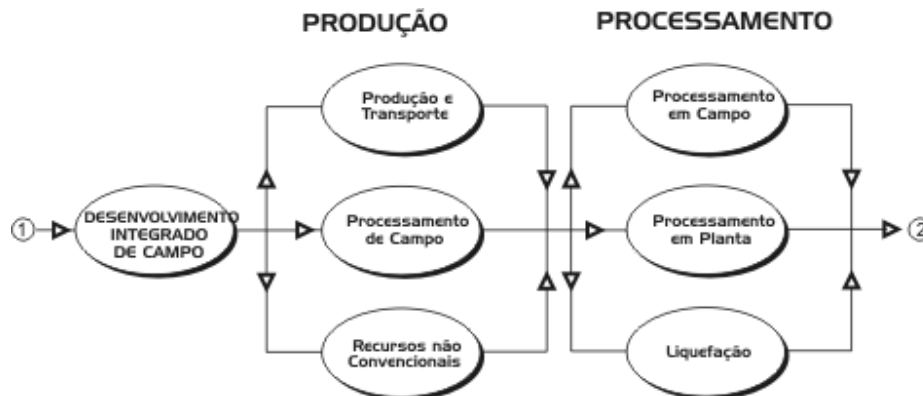 PRODUÇÃO
PROCESSAMENTO
Produção e
Transporte
Processamento
em Campo
1
DESENVOLVIMENTO
INTEGRADO
DE CAMPO
Processamento
de Campo
Processamento
em Planta
2
Recursos não
Convencionais
Liquefação